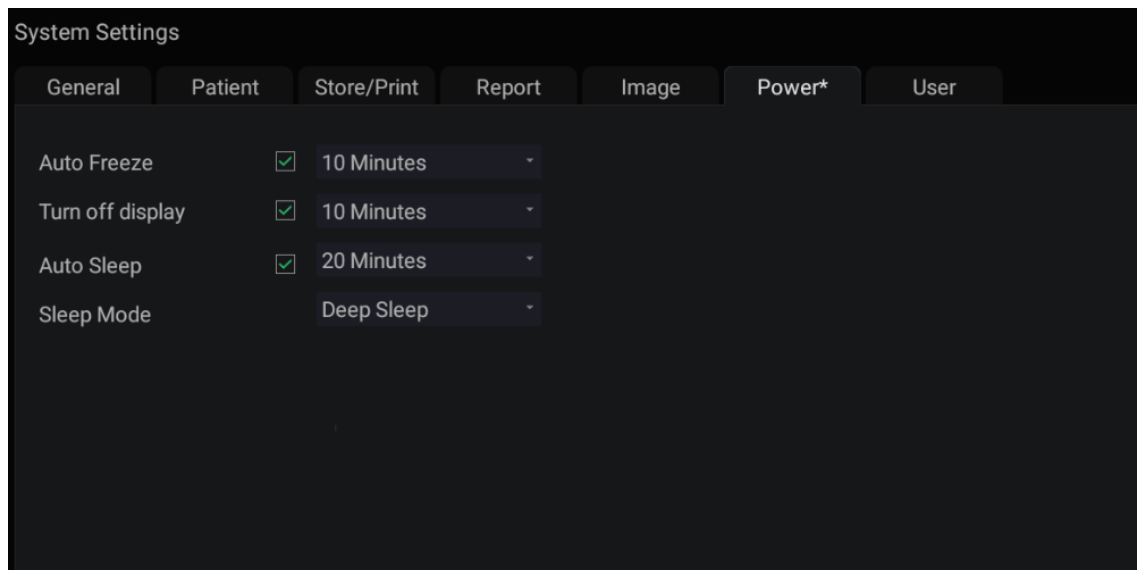 System Settings
General Patient Store/Print Report Image Power* User
Auto Freeze 10 Minutes
Turn off display 10 Minutes
Auto Sleep 20 Minutes
Sleep Mode Deep Sleep